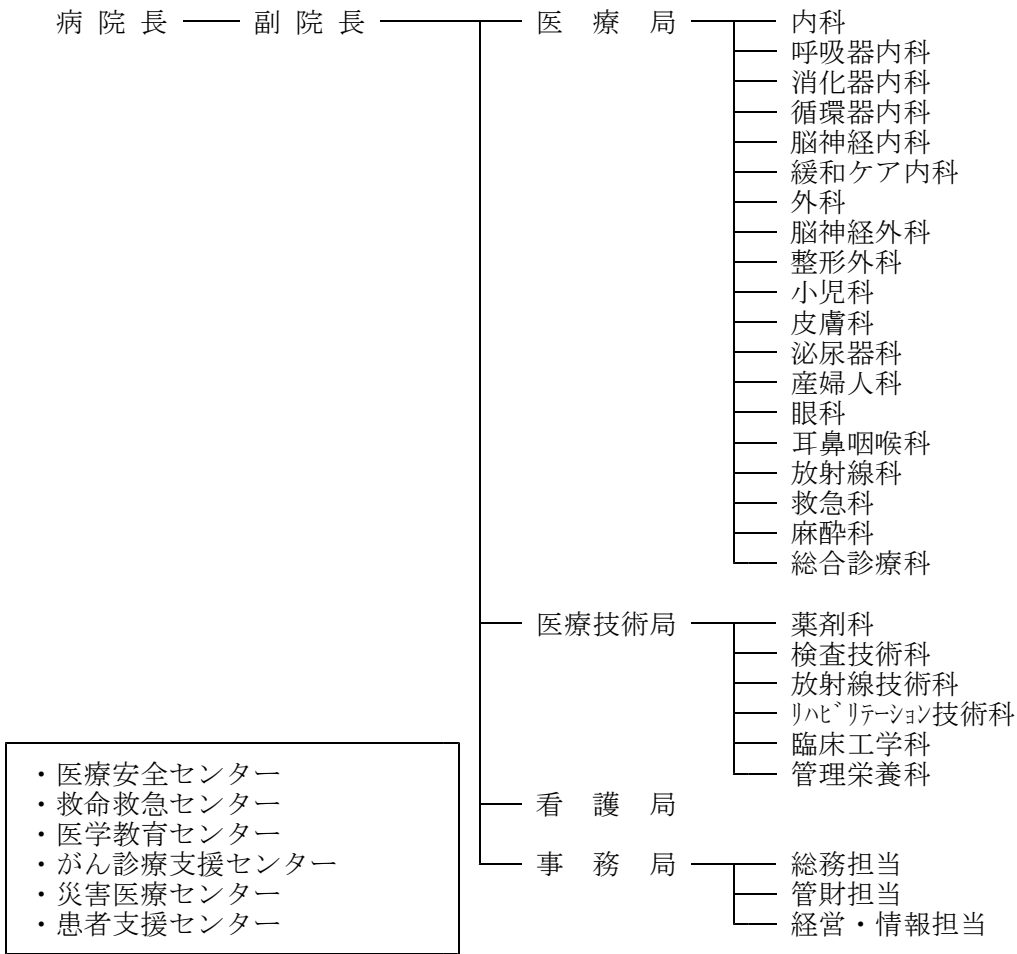 病院長 副院長 医療局 内科
呼吸器内科
消化器内科
循環器内科
脳神経内科
緩和ケア内科
外科
脳神経外科
整形外科
小児科
皮膚科
泌尿器科
産婦人科
眼科
耳鼻咽喉科
放射線科
救急科
麻酔科
総合診療科
医療技術局 薬剤科
検査技術科
放射線技術科
ﾘﾊﾋﾞﾘﾃｰｼｮﾝ技術科
臨床工学科
管理栄養科
看護局
事務局 総務担当
管財担当
経営・情報担当
・医療安全センター
・救命救急センター
・医学教育センター
・がん診療支援センター
・災害医療センター
・患者支援センター